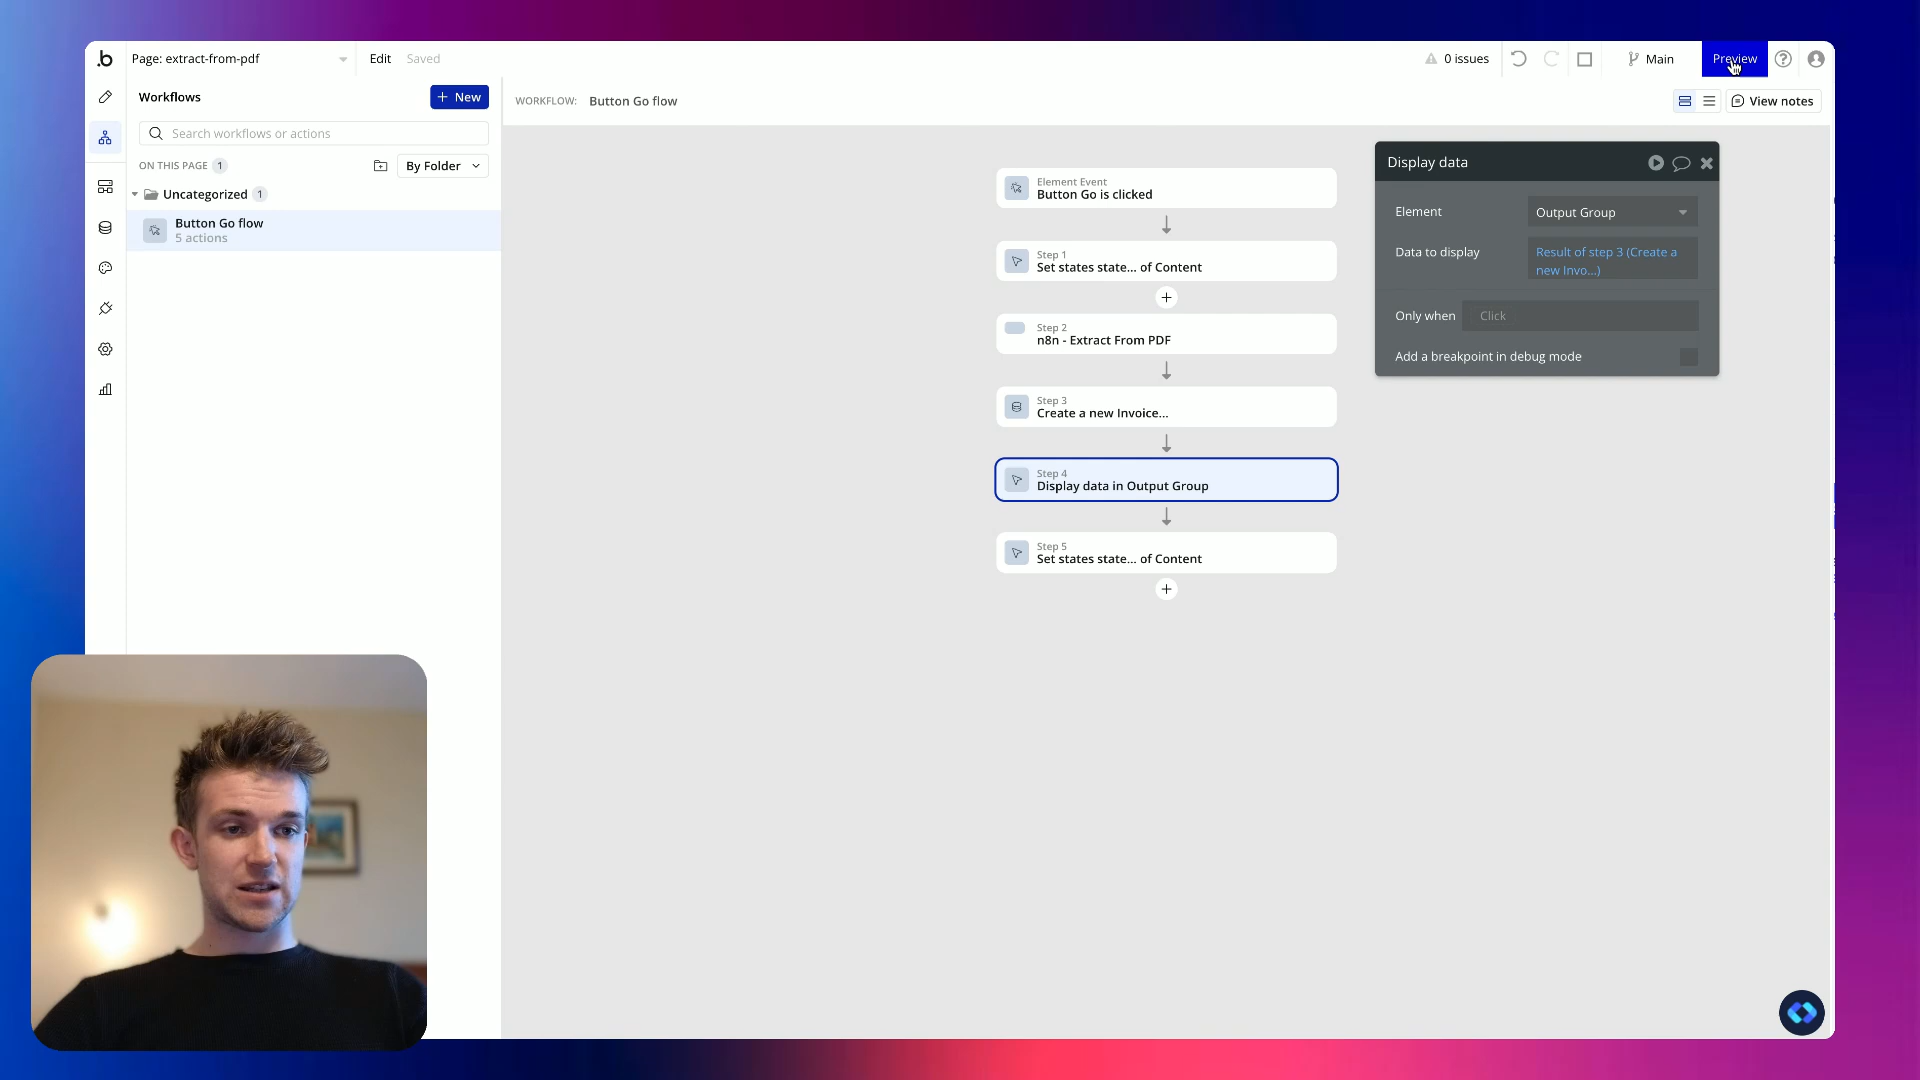 .b
Page: extract-from-pdf
Edit
Saved
0 issues
Main
Preview
Workflows
+ New
Search workflows or actions
ON THIS PAGE 1
By Folder
Uncategorized 1
Button Go flow
5 actions
WORKFLOW: Button Go flow
View notes
Element Event
Button Go is clicked
Step 1
Set states state... of Content
Step 2
n8n - Extract From PDF
Step 3
Create a new Invoice...
Step 4
Display data in Output Group
Step 5
Set states state... of Content
Display data
Element
Output Group
Data to display
Result of step 3 (Create a
new Invo...)
Only when
Click
Add a breakpoint in debug mode